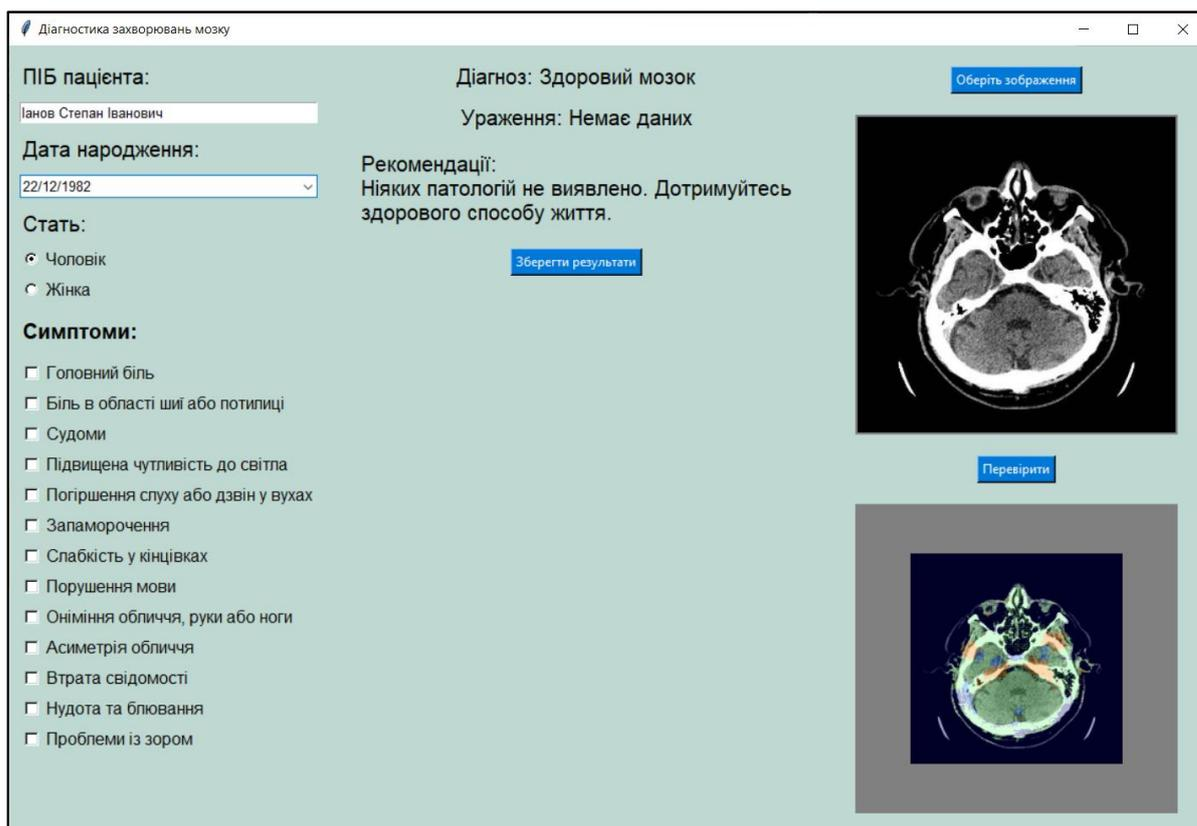 Діагностика захворювань мозку
ПІБ пацієнта:
Іанов Степан Іванович
Дата народження:
22/12/1982
Стать:
Чоловік
Жінка
Симптоми:
Головний біль
Біль в області шиї або потилиці
Судоми
Підвищена чутливість до світла
Погіршення слуху або дзвін у вухах
Запаморочення
Слабкість у кінцівках
Порушення мови
Оніміння обличчя, руки або ноги
Асиметрія обличчя
Втрата свідомості
Нудота та блювання
Проблеми із зором
Діагноз: Здоровий мозок
Ураження: Немає даних
Рекомендації:
Ніяких патологій не виявлено. Дотримуйтесь
здорового способу життя.
Зберегти результати
Оберіть зображення
Перевірити